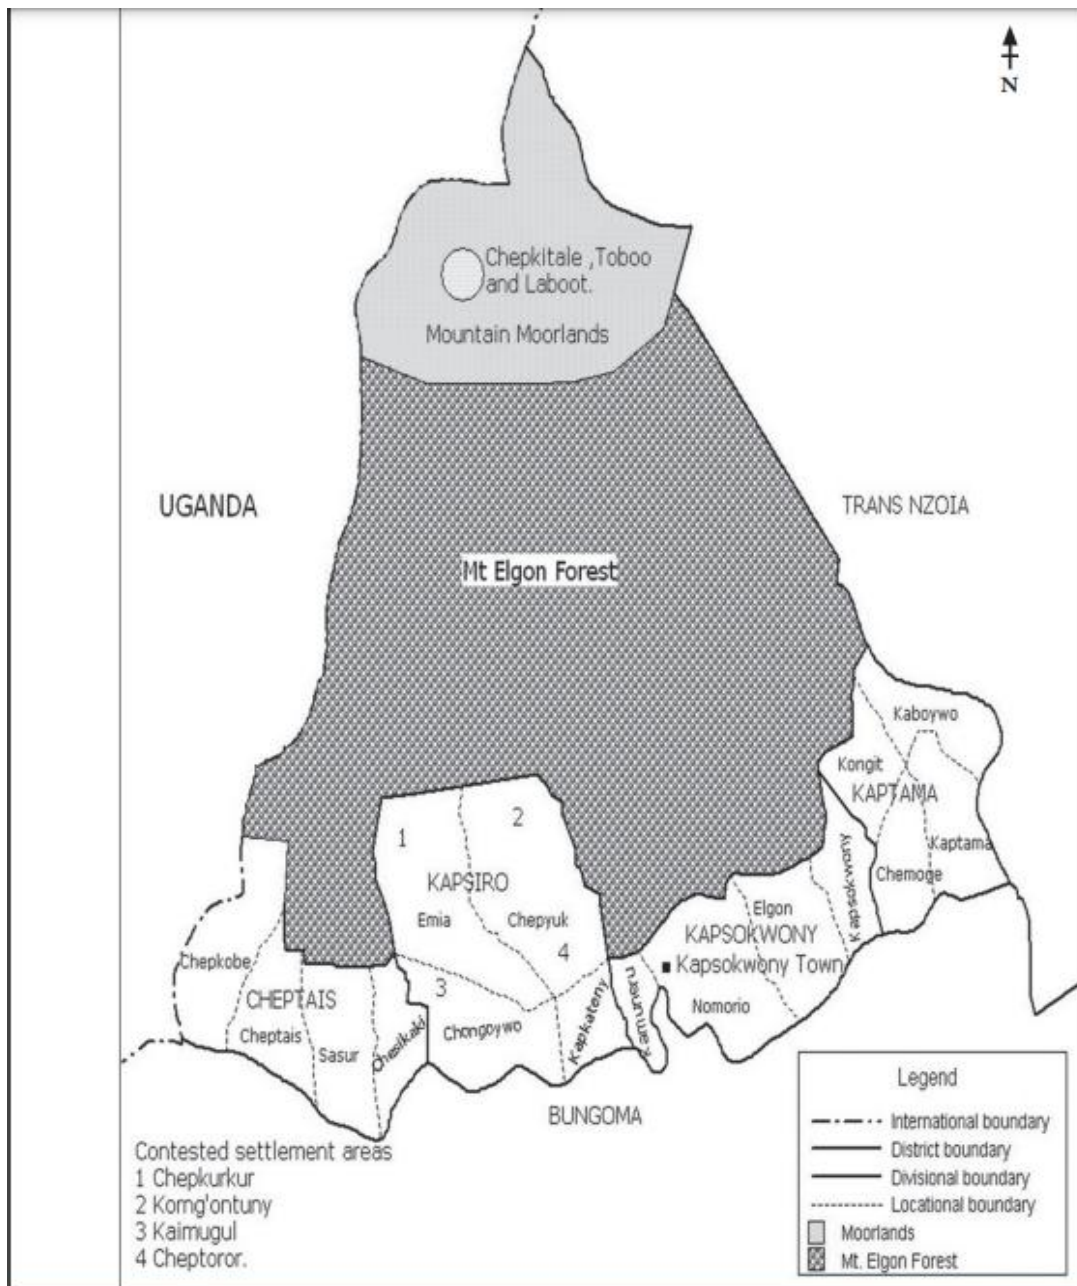 N
Chepkitale ,Toboo
and Laboot.
Mountain Moorlands
UGANDA
TRANS NZOIA
Mt Elgon Forest
Kaboywo
Kongit
KAPTAMA
Kaptama
Chemoge
Kapsokwony
1
2
KAPSIRO
Emia
Chepyuk
4
3
Chongoywo
Kapkateny
Kamuneru
Elgon
KAPSOKWONY
Kapsokwony Town
Nomorio
Chepkobe
CHEPTAIS
Cheptais
Sasur
Chesikaki
BUNGOMA
Contested settlement areas
1 Chepkurkur
2 Korng'ontuny
3 Kaimugul
4 Cheptoror.
Legend
International boundary
District boundary
Divisional boundary
Locational boundary
Moorlands
Mt. Elgon Forest